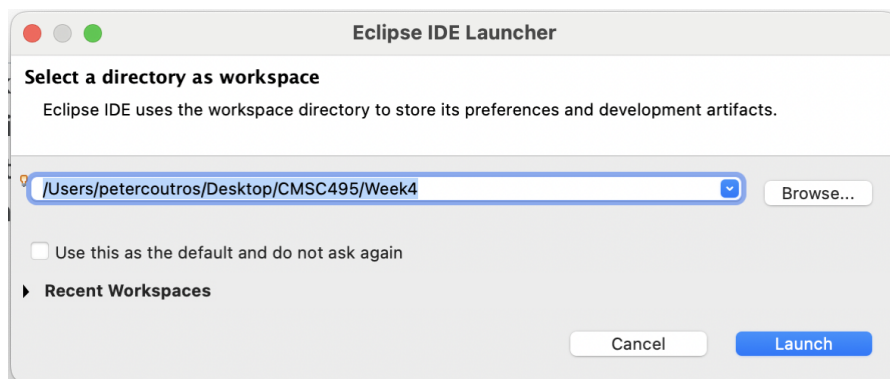 Eclipse IDE Launcher
Select a directory as workspace
Eclipse IDE uses the workspace directory to store its preferences and development artifacts.
/Users/petercoutros/Desktop/CMSC495/Week4
Browse...
Use this as the default and do not ask again
Recent Workspaces
Cancel
Launch